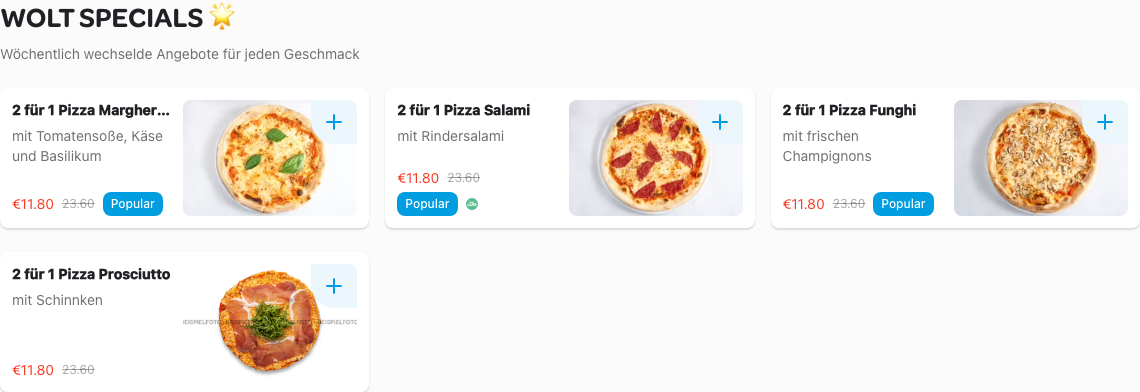 WOLT SPECIALS 🌟
Wöchentlich wechselde Angebote für jeden Geschmack
2 für 1 Pizza Margher...
mit Tomatensoße, Käse
und Basilikum
€11.80 23.60 Popular
2 für 1 Pizza Salami
mit Rindersalami
€11.80 23.60
Popular
2 für 1 Pizza Funghi
mit frischen
Champignons
€11.80 23.60 Popular
2 für 1 Pizza Prosciutto
mit Schinnken
€11.80 23.60